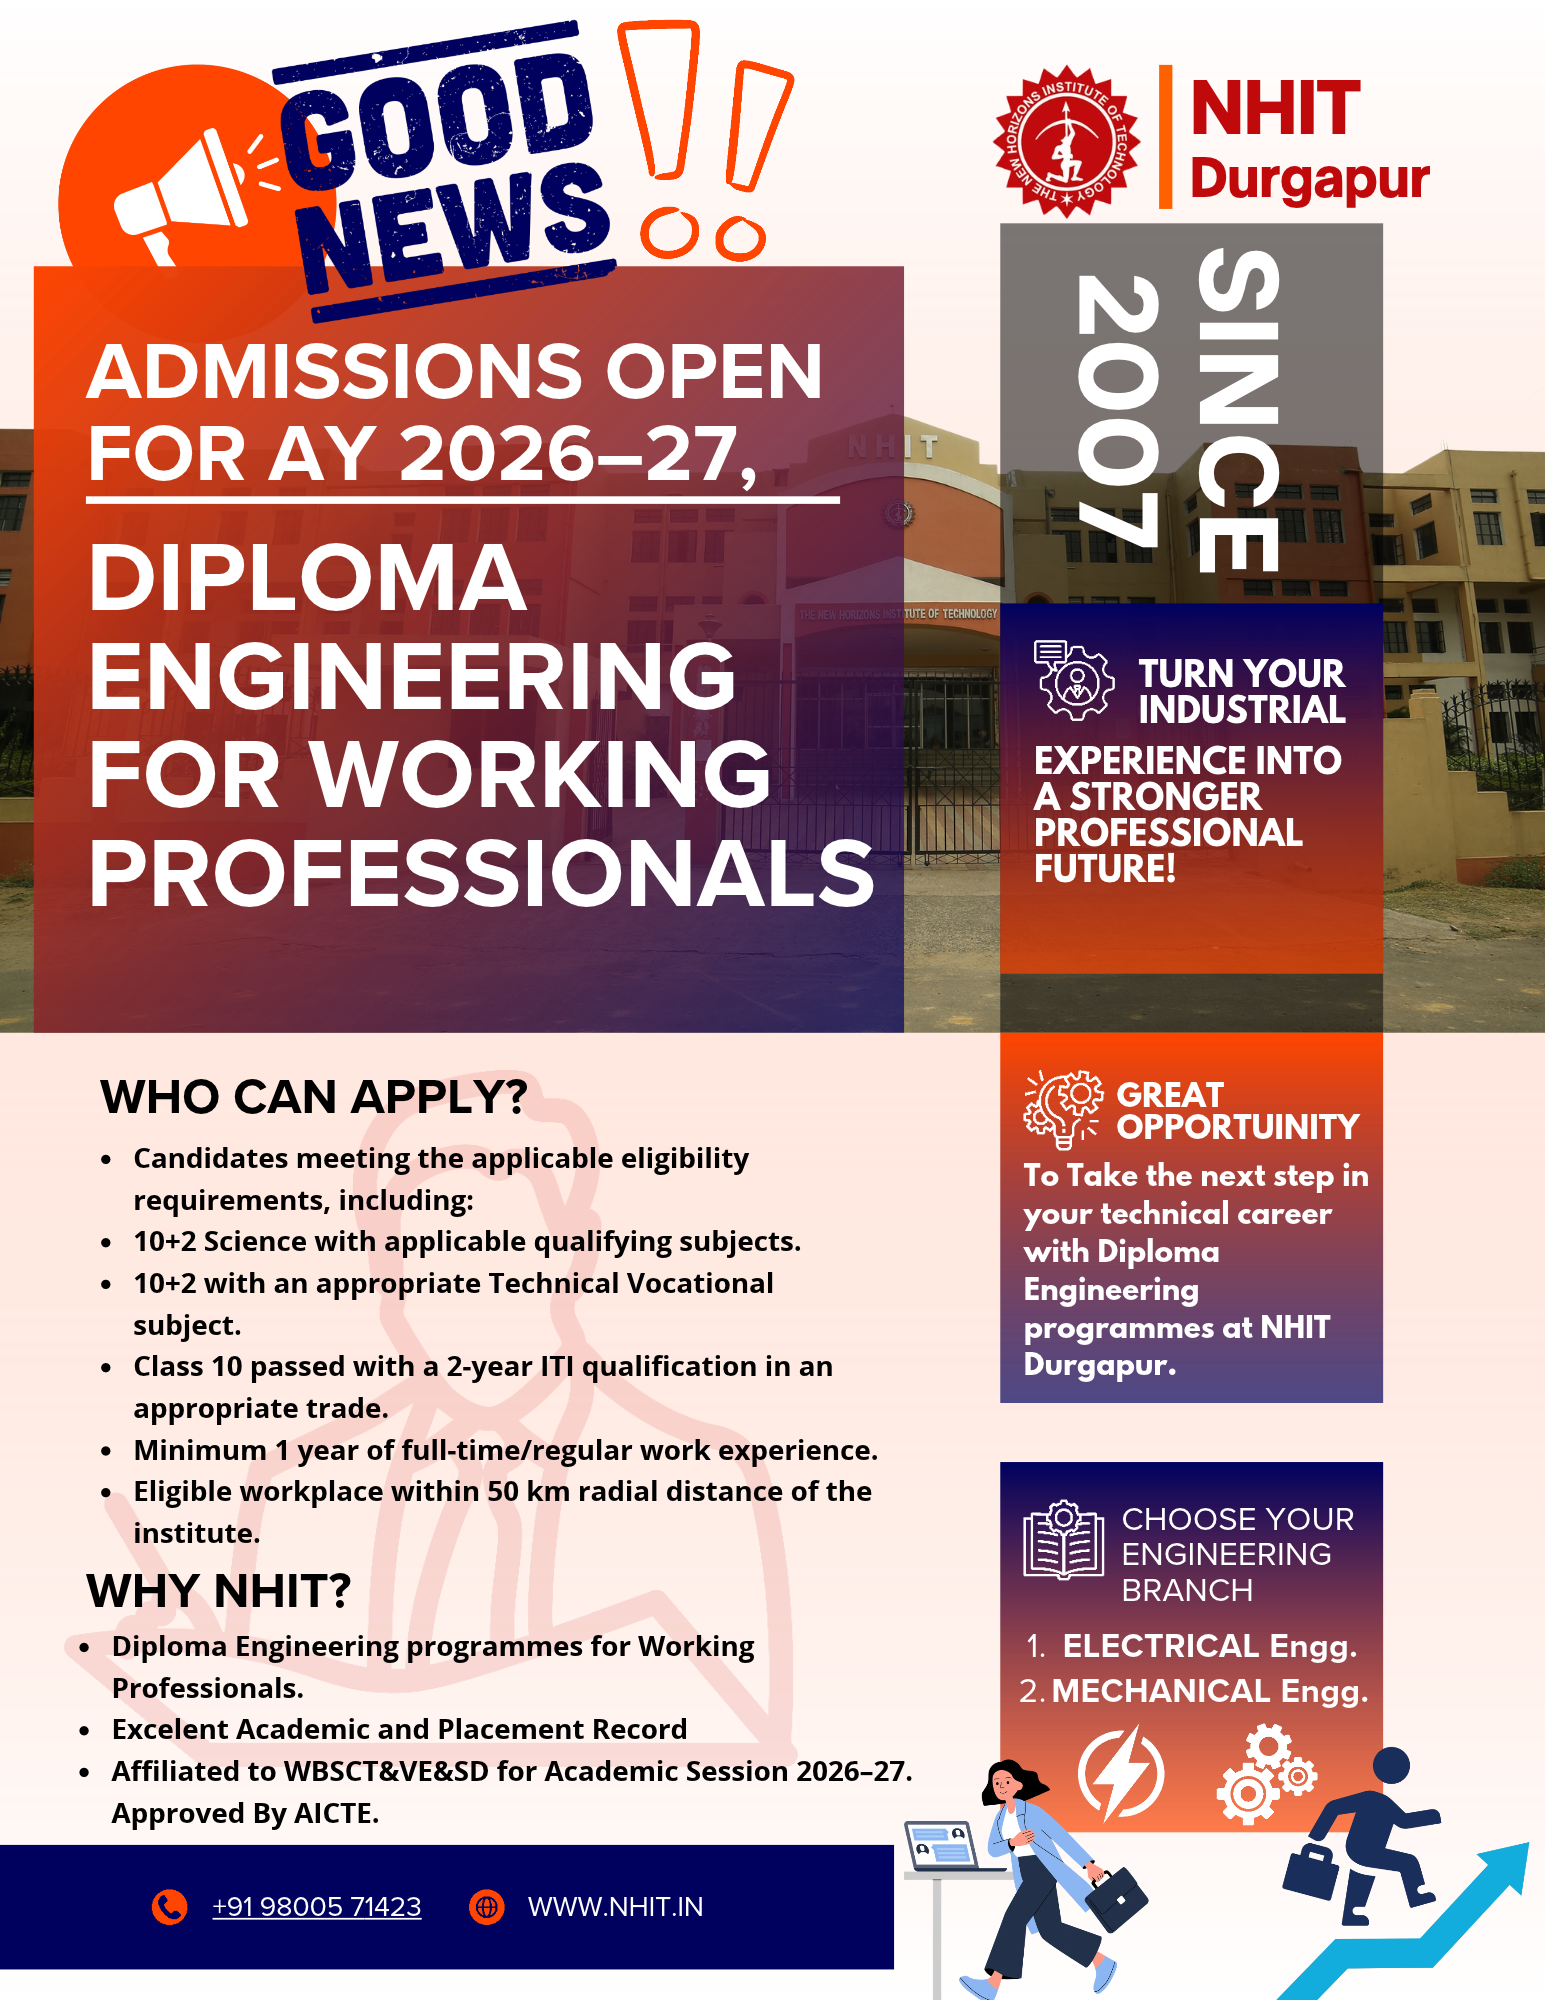 GOOD
NEWS
THE NEW HORIZONS INSTITUTE OF TECHNOLOGY
NHIT
Durgapur
SINCE
2007
ADMISSIONS OPEN
FOR AY 2026–27,
DIPLOMA
ENGINEERING
FOR WORKING
PROFESSIONALS
NHIT
THE NEW HORIZONS INSTITUTE OF TECHNOLOGY
TURN YOUR
INDUSTRIAL
EXPERIENCE INTO
A STRONGER
PROFESSIONAL
FUTURE!
WHO CAN APPLY?
• Candidates meeting the applicable eligibility
requirements, including:
• 10+2 Science with applicable qualifying subjects.
• 10+2 with an appropriate Technical Vocational
subject.
• Class 10 passed with a 2-year ITI qualification in an
appropriate trade.
• Minimum 1 year of full-time/regular work experience.
• Eligible workplace within 50 km radial distance of the
institute.
WHY NHIT?
• Diploma Engineering programmes for Working
Professionals.
• Excelent Academic and Placement Record
• Affiliated to WBSCT&VE&SD for Academic Session 2026–27.
Approved By AICTE.
GREAT
OPPORTUINITY
To Take the next step in
your technical career
with Diploma
Engineering
programmes at NHIT
Durgapur.
CHOOSE YOUR
ENGINEERING
BRANCH
1. ELECTRICAL Engg.
2. MECHANICAL Engg.
+91 98005 71423
WWW.NHIT.IN